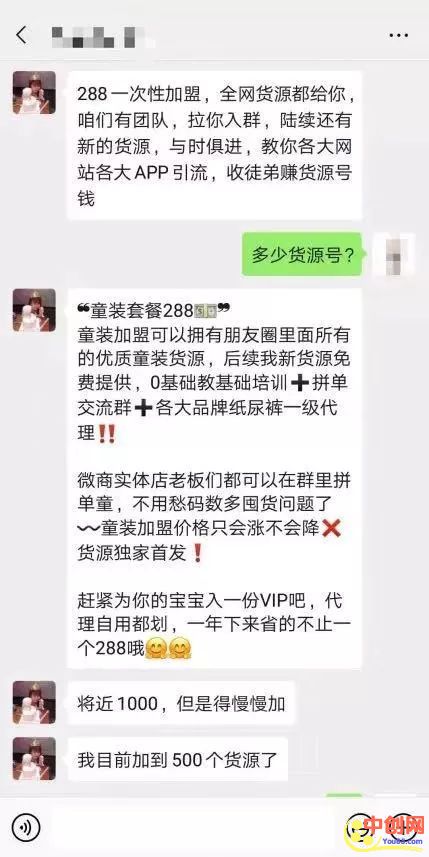 288一次性加盟，全网货源都给你，
咱们有团队，拉你入群，陆续还有
新的货源，与时俱进，教你各大网
站各大APP引流，收徒弟赚货源号
钱
多少货源号？
❝童装套餐288💵❞
童装加盟可以拥有朋友圈里面所有
的优质童装货源，后续我新货源免
费提供，0基础教基础培训➕拼单
交流群➕各大品牌纸尿裤一级代
理‼️
微商实体店老板们都可以在群里拼
单童，不用愁码数多囤货问题了
〰️童装加盟价格只会涨不会降❌
货源独家首发❗
赶紧为你的宝宝入一份VIP吧，代
理自用都划，一年下来省的不止一
个288哦🤗🤗
将近1000，但是得慢慢加
我目前加到500个货源了
中创网
You85.com